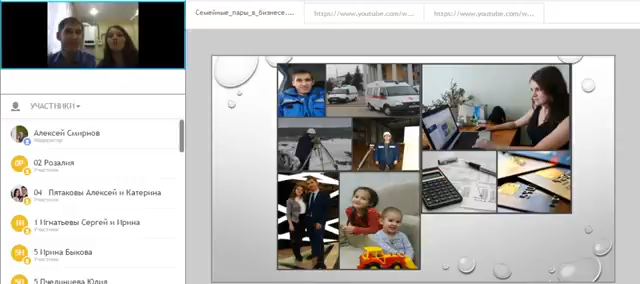 Семейные_пары_в_бизнесе....
https://www.youtube.com/w...
https://www.youtube.com/w...
УЧАСТНИКИ
Алексей Смирнов
Модератор
02 Розалия
Участник
04 Пятаковы Алексей и Катерина
Участник
1 Игнатьевы Сергей и Ирина
Участник
5 Ирина Быкова
Участник
5 Пчелинцева Юлия